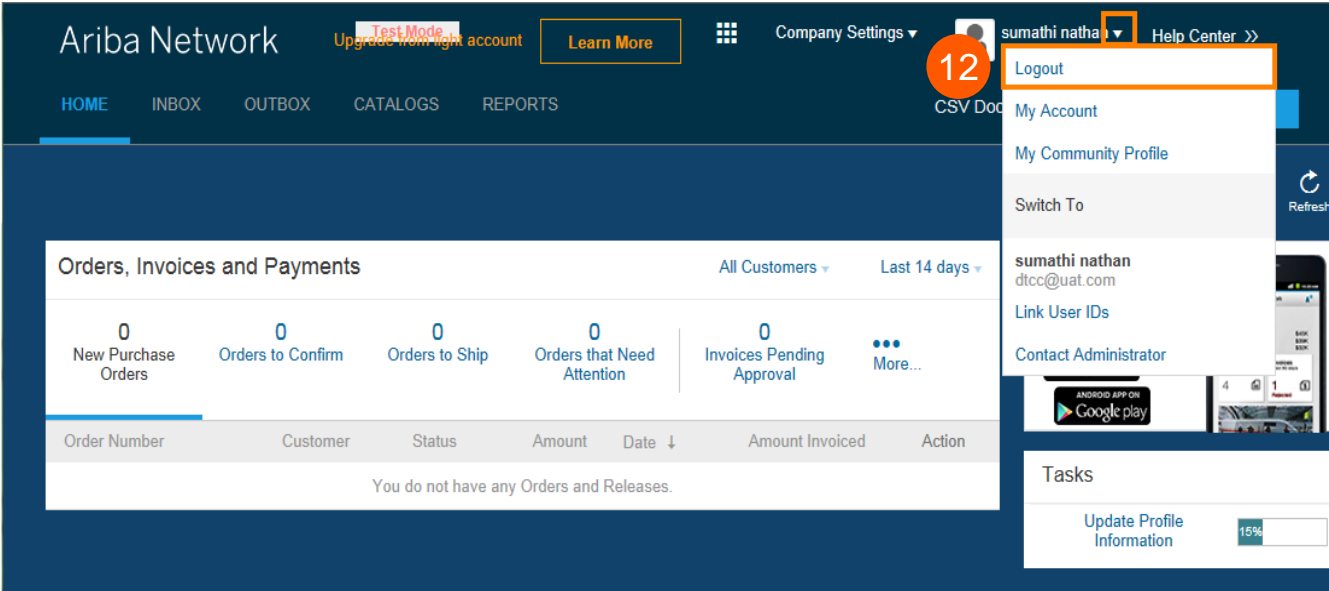 Ariba Network
Test Mode
Upgrade from light account
Learn More
Company Settings
sumathi nathan
Help Center >>
12
Logout
HOME
INBOX
OUTBOX
CATALOGS
REPORTS
CSV
My Account
My Community Profile
Switch To
Refresh
sumathi nathan
dtcc@uat.com
Link User IDs
Contact Administrator
Orders, Invoices and Payments
All Customers
Last 14 days
0
New Purchase
Orders
0
Orders to Confirm
0
Orders to Ship
0
Orders that Need
Attention
0
Invoices Pending
Approval
More...
4
1
ANDROID APP ON
Google play
Order Number
Customer
Status
Amount
Date ↓
Amount Invoiced
Action
You do not have any Orders and Releases.
Tasks
Update Profile
Information
15%